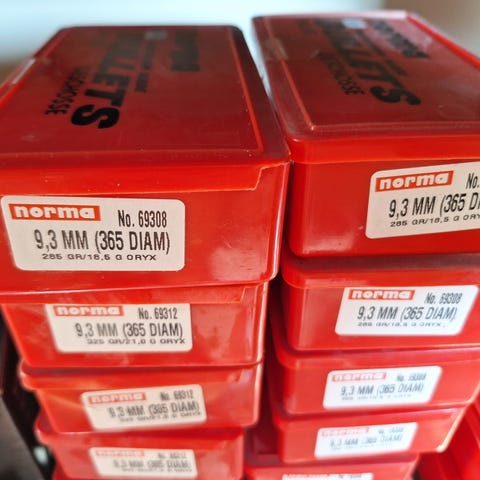 norma
BULLETS
norma
BULLETS
norma No. 69308
9,3 MM (365 DIAM)
285 GR/18,5 G ORYX
norma No. 69312
9,3 MM (365 DIAM)
325 GR/21,0 G ORYX
norma No. 69312
9,3 MM (365 DIAM)
9,3 MM (365 DIAM)
norma No.
9,3 MM (365
285 GR/18,5 G ORYX
norma No. 69308
9,3 MM (365 DIAM)
285 GR/18,5 G ORYX
norma
9,3 MM (365 DIAM)
9,3 MM (365 DIAM)